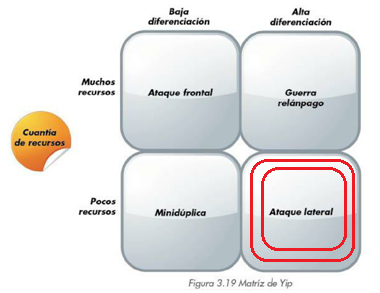 Baja
diferenciación
Alta
diferenciación
Muchos
recursos
Ataque frontal
Guerra
relánpago
Cuantía
de recursos
Pocos
recursos
Minidúplica
Ataque lateral
Figura 3.19 Matriz de Yip